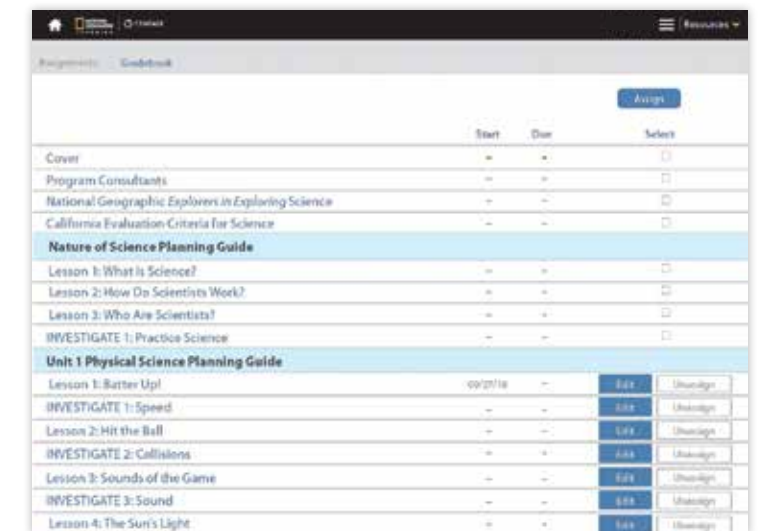 NATIONAL GEOGRAPHIC LEARNING | CENGAGE Resources
Assignments Gradebook
Assign
Start Due Select
Cover - -
Program Consultants - -
National Geographic Explorers in Exploring Science - -
California Evaluation Criteria for Science - -
Nature of Science Planning Guide
Lesson 1: What Is Science? - -
Lesson 2: How Do Scientists Work? - -
Lesson 3: Who Are Scientists? - -
INVESTIGATE 1: Practice Science - -
Unit 1 Physical Science Planning Guide
Lesson 1: Batter Up! - Edit Unassign
INVESTIGATE 1: Speed - - Edit Unassign
Lesson 2: Hit the Ball - - Edit Unassign
INVESTIGATE 2: Collisions - - Edit Unassign
Lesson 3: Sounds of the Game - - Edit Unassign
INVESTIGATE 3: Sound - - Edit Unassign
Lesson 4: The Sun's Light - - Edit Unassign